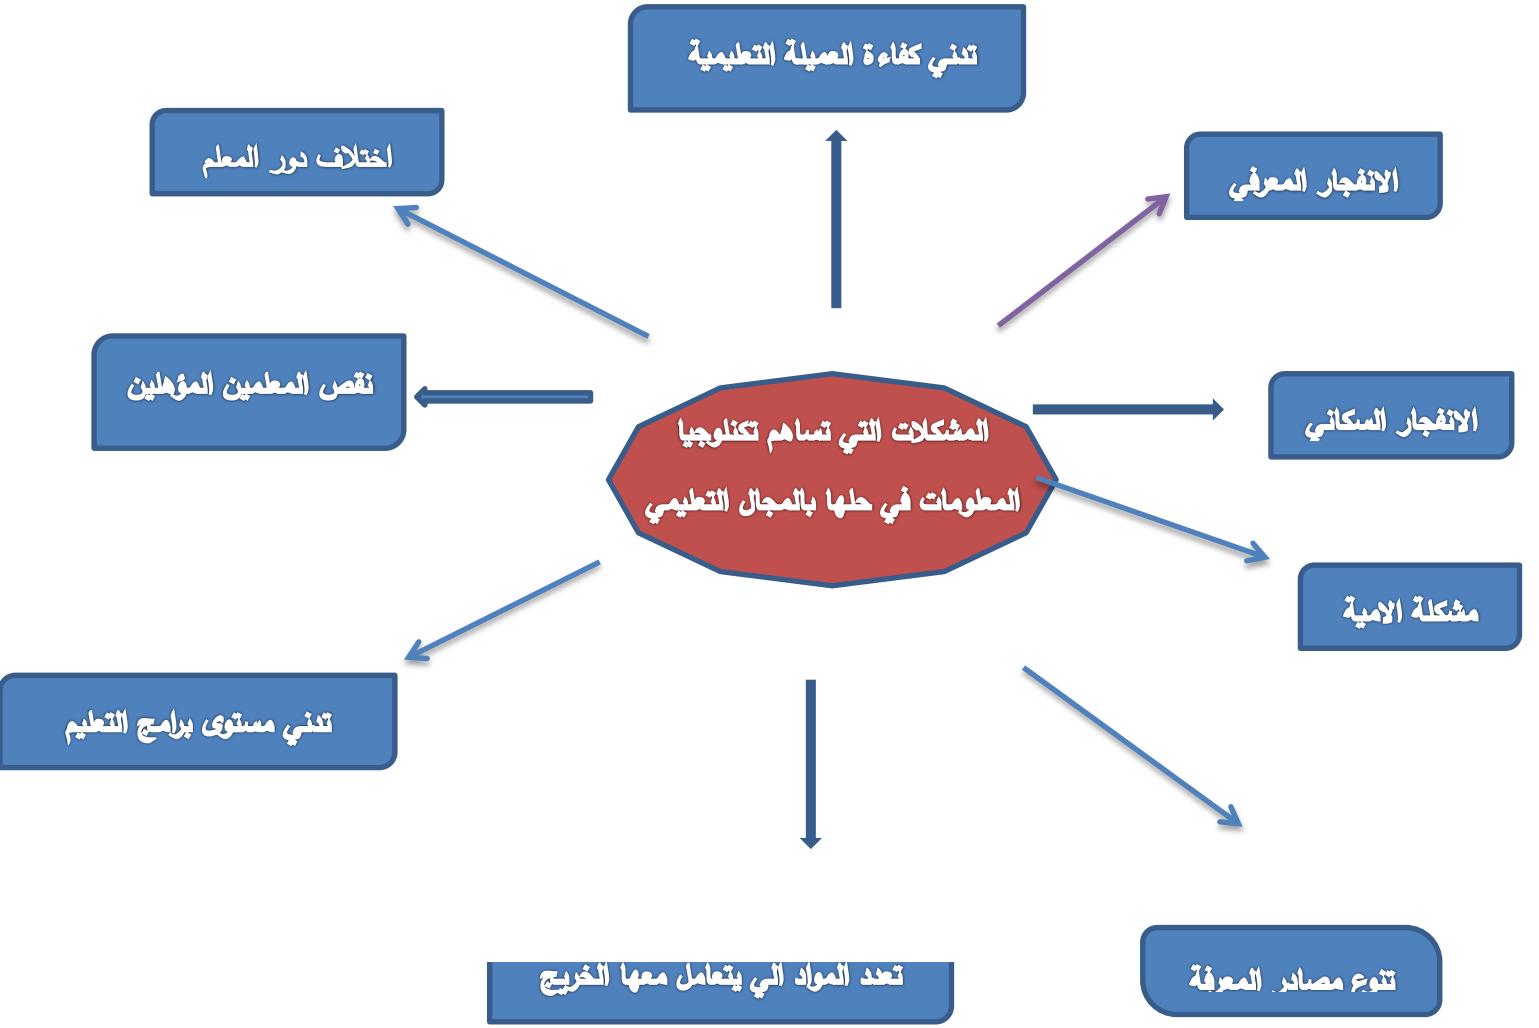 تدني كفاءة العميلة التعليمية
اختلاف دور المعلم
الانفجار المعرفي
نقص المعلمين المؤهلين
الانفجار السكاني
المشكلات التي تساهم تكنلوجيا
المعلومات في حلها بالمجال التعليمي
مشكلة الامية
تدني مستوى برامج التعليم
تعدد المواد الي يتعامل معها الخريج
تنوع مصادر المعرفة